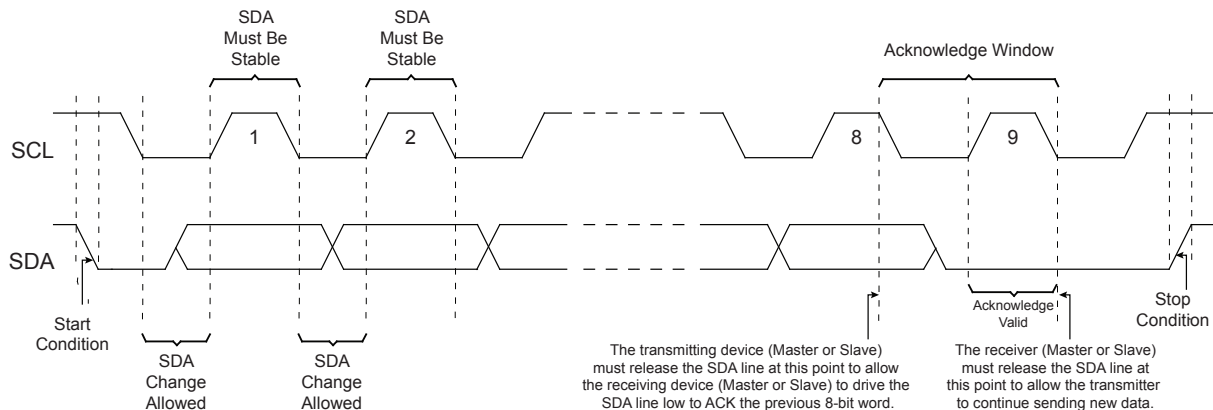 SDA
Must Be
Stable
SDA
Must Be
Stable
Acknowledge Window
SCL
1
2
8
9
SDA
Start
Condition
SDA
Change
Allowed
SDA
Change
Allowed
Acknowledge
Valid
Stop
Condition
The transmitting device (Master or Slave)
must release the SDA line at this point to allow
the receiving device (Master or Slave) to drive the
SDA line low to ACK the previous 8-bit word.
The receiver (Master or Slave)
must release the SDA line at
this point to allow the transmitter
to continue sending new data.